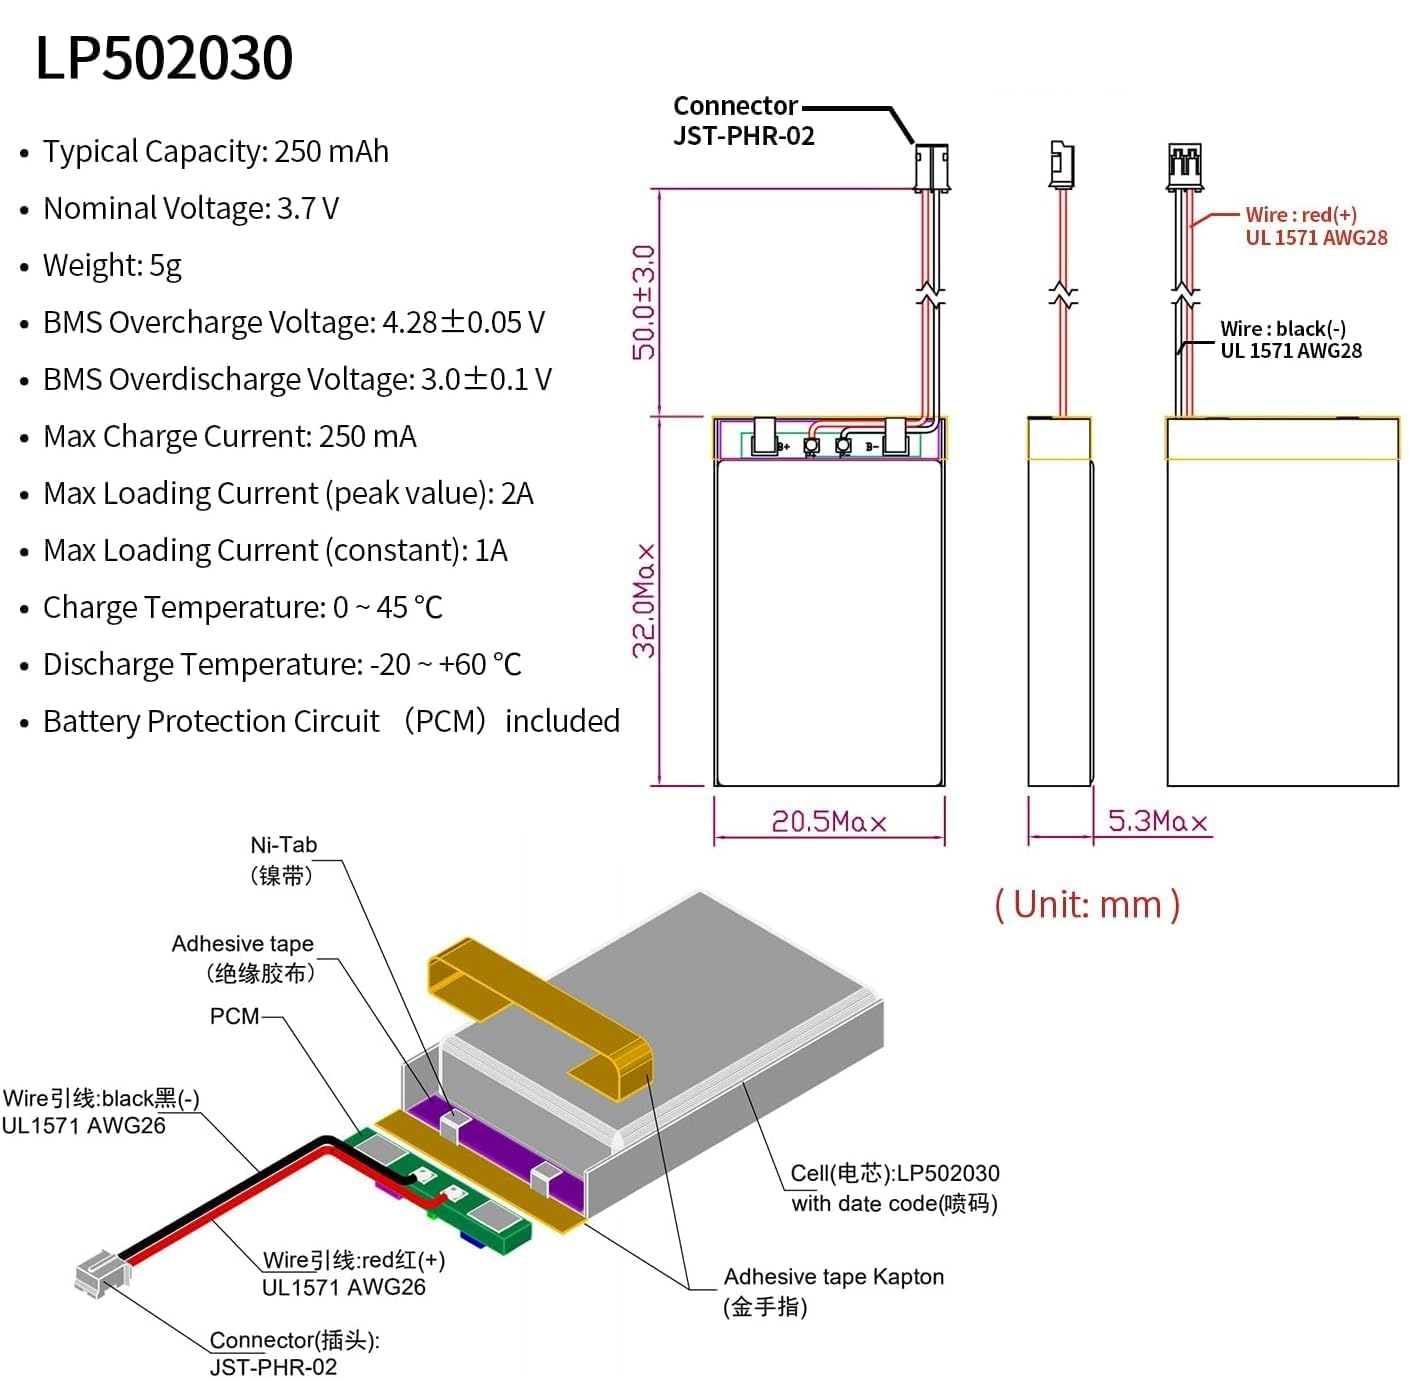 LP502030
• Typical Capacity: 250 mAh
• Nominal Voltage: 3.7 V
• Weight: 5g
• BMS Overcharge Voltage: 4.28±0.05 V
• BMS Overdischarge Voltage: 3.0±0.1 V
• Max Charge Current: 250 mA
• Max Loading Current (peak value): 2A
• Max Loading Current (constant): 1A
• Charge Temperature: 0 ~ 45 ℃
• Discharge Temperature: -20 ~ +60 ℃
• Battery Protection Circuit （PCM）included
Connector
JST-PHR-02
Wire : red(+)
UL 1571 AWG28
Wire : black(-)
UL 1571 AWG28
50.0±3.0
B+
B-
32.0Max
20.5Max
5.3Max
( Unit: mm )
Ni-Tab
(镍带)
Adhesive tape
(绝缘胶布)
PCM
Wire引线:black黑(-)
UL1571 AWG26
Wire引线:red红(+)
UL1571 AWG26
Connector(插头):
JST-PHR-02
Cell(电芯):LP502030
with date code(喷码)
Adhesive tape Kapton
(金手指)